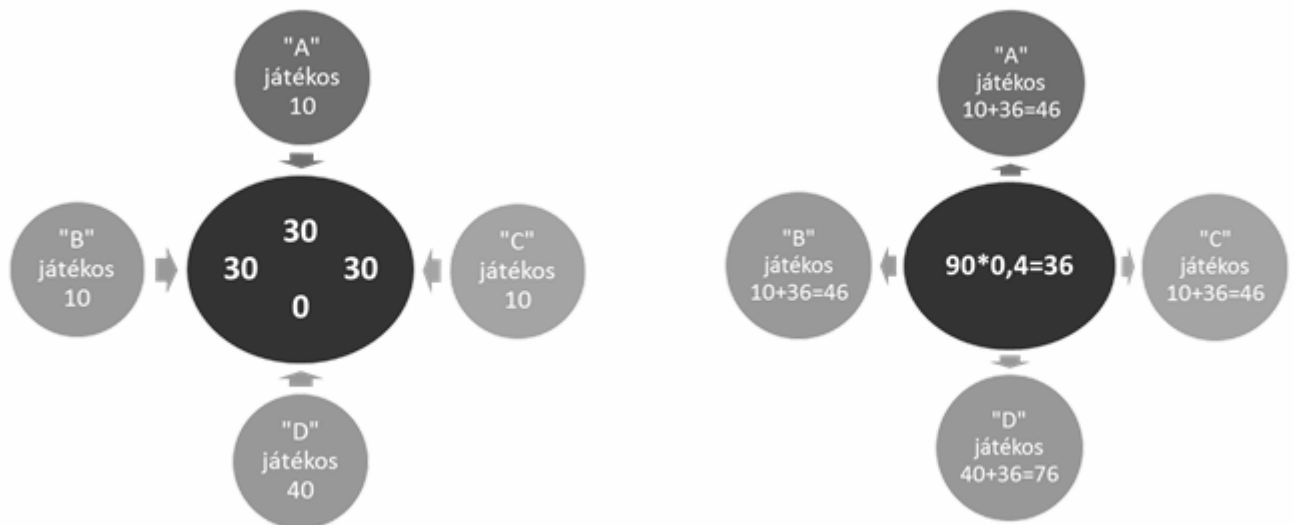 "A"
játékos
10
"B"
játékos
10
30
30 30
0
"C"
játékos
10
"D"
játékos
40
"A"
játékos
10+36=46
"B"
játékos
10+36=46
90*0,4=36
"C"
játékos
10+36=46
"D"
játékos
40+36=76